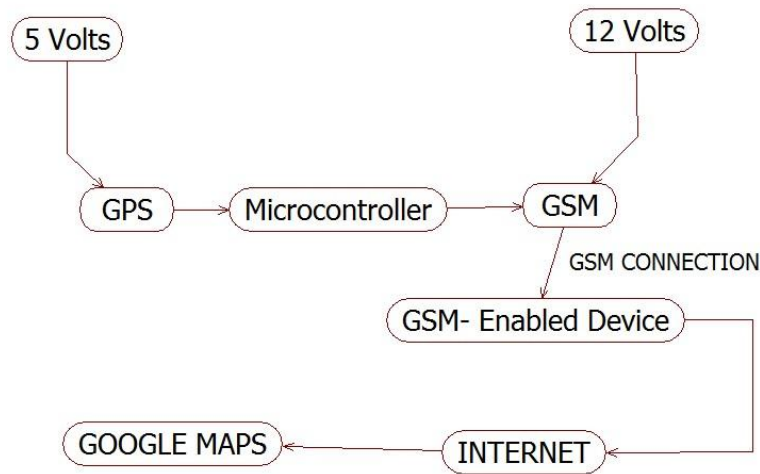 5 Volts
12 Volts
GPS
Microcontroller
GSM
GSM CONNECTION
GSM- Enabled Device
GOOGLE MAPS
INTERNET